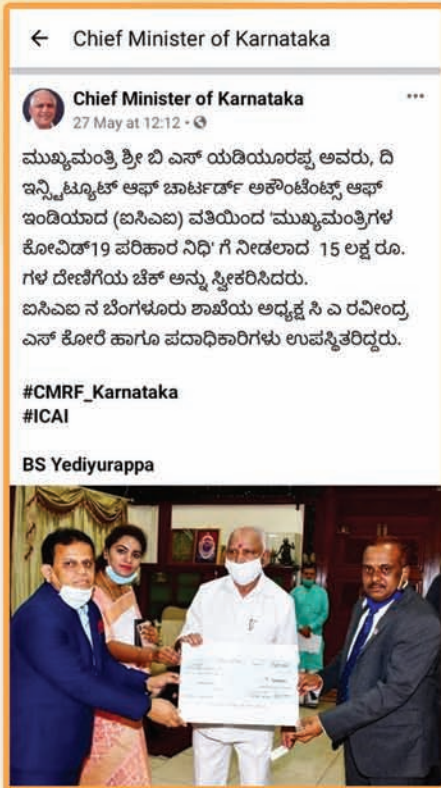 ← Chief Minister of Karnataka
Chief Minister of Karnataka
27 May at 12:12 •
ಮುಖ್ಯಮಂತ್ರಿ ಶ್ರೀ ಬಿ ಎಸ್ ಯಡಿಯೂರಪ್ಪ ಅವರು, ದಿ
ಇನ್ಸ್ಟಿಟ್ಯೂಟ್ ಆಫ್ ಚಾರ್ಟರ್ಡ್ ಅಕೌಂಟೆಂಟ್ಸ್ ಆಫ್
ಇಂಡಿಯಾದ (ಐಸಿಎಐ) ವತಿಯಿಂದ 'ಮುಖ್ಯಮಂತ್ರಿಗಳ
ಕೋವಿಡ್19 ಪರಿಹಾರ ನಿಧಿ' ಗೆ ನೀಡಲಾದ 15 ಲಕ್ಷ ರೂ.
ಗಳ ದೇಣಿಗೆಯ ಚೆಕ್ ಅನ್ನು ಸ್ವೀಕರಿಸಿದರು.
ಐಸಿಎಐ ನ ಬೆಂಗಳೂರು ಶಾಖೆಯ ಅಧ್ಯಕ್ಷ ಸಿ ಎ ರವೀಂದ್ರ
ಎಸ್ ಕೋರೆ ಹಾಗೂ ಪದಾಧಿಕಾರಿಗಳು ಉಪಸ್ಥಿತರಿದ್ದರು.
#CMRF_Karnataka
#ICAI
BS Yediyurappa